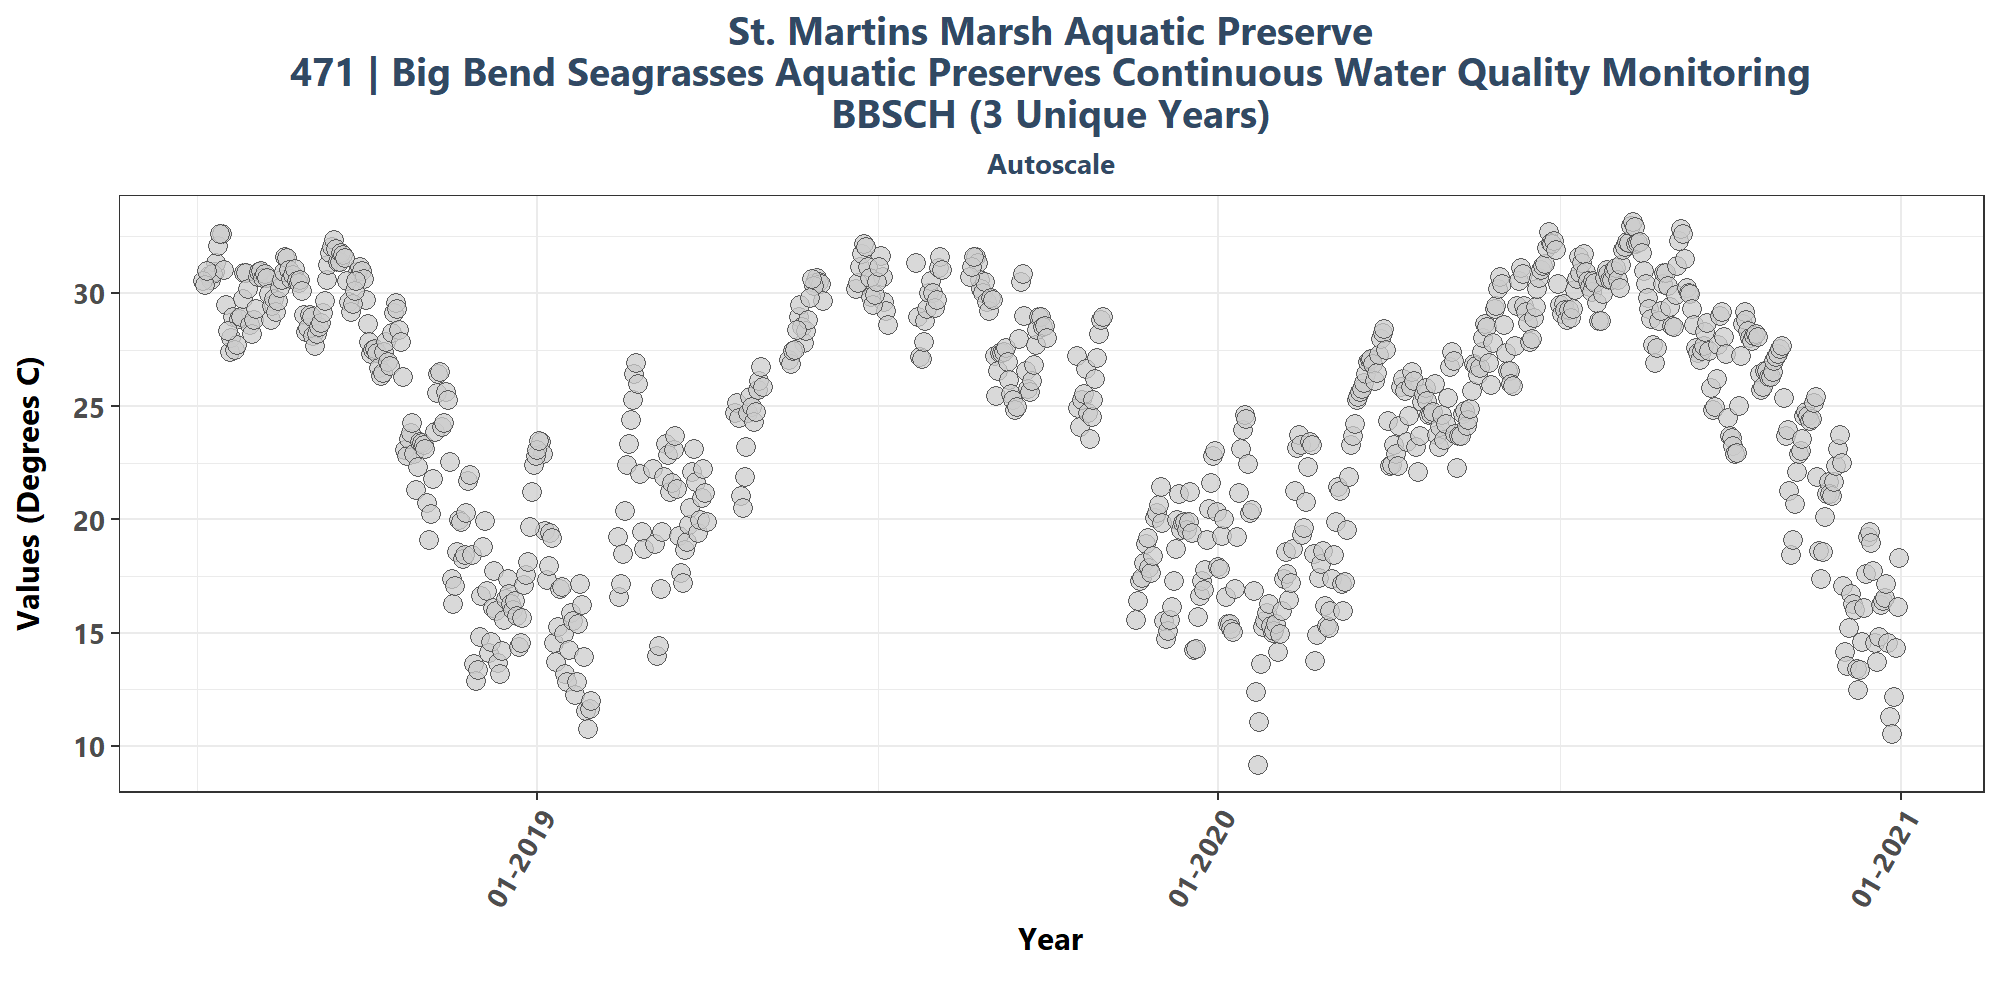 St. Martins Marsh Aquatic Preserve
471 | Big Bend Seagrasses Aquatic Preserves Continuous Water Quality Monitoring
BBSCH (3 Unique Years)
Autoscale
Values (Degrees C)
30
25
20
15
10
01-2019
01-2020
01-2021
Year